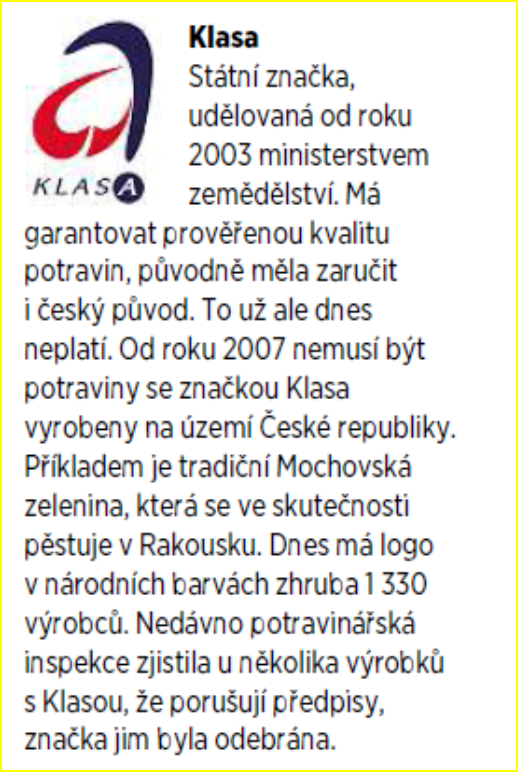 Klasa
Státní značka,
udělovaná od roku
2003 ministerstvem
KLASA
zemědělství. Má
garantovat prověřenou kvalitu
potravin, původně měla zaručit
i český původ. To už ale dnes
neplatí. Od roku 2007 nemusí být
potraviny se značkou Klasa
vyrobeny na území České republiky.
Příkladem je tradiční Mochovská
zelenina, která se ve skutečnosti
pěstuje v Rakousku. Dnes má logo
v národních barvách zhruba 1 330
výrobců. Nedávno potravinářská
inspekce zjistila u několika výrobků
s Klasou, že porušují předpisy,
značka jim byla odebrána.